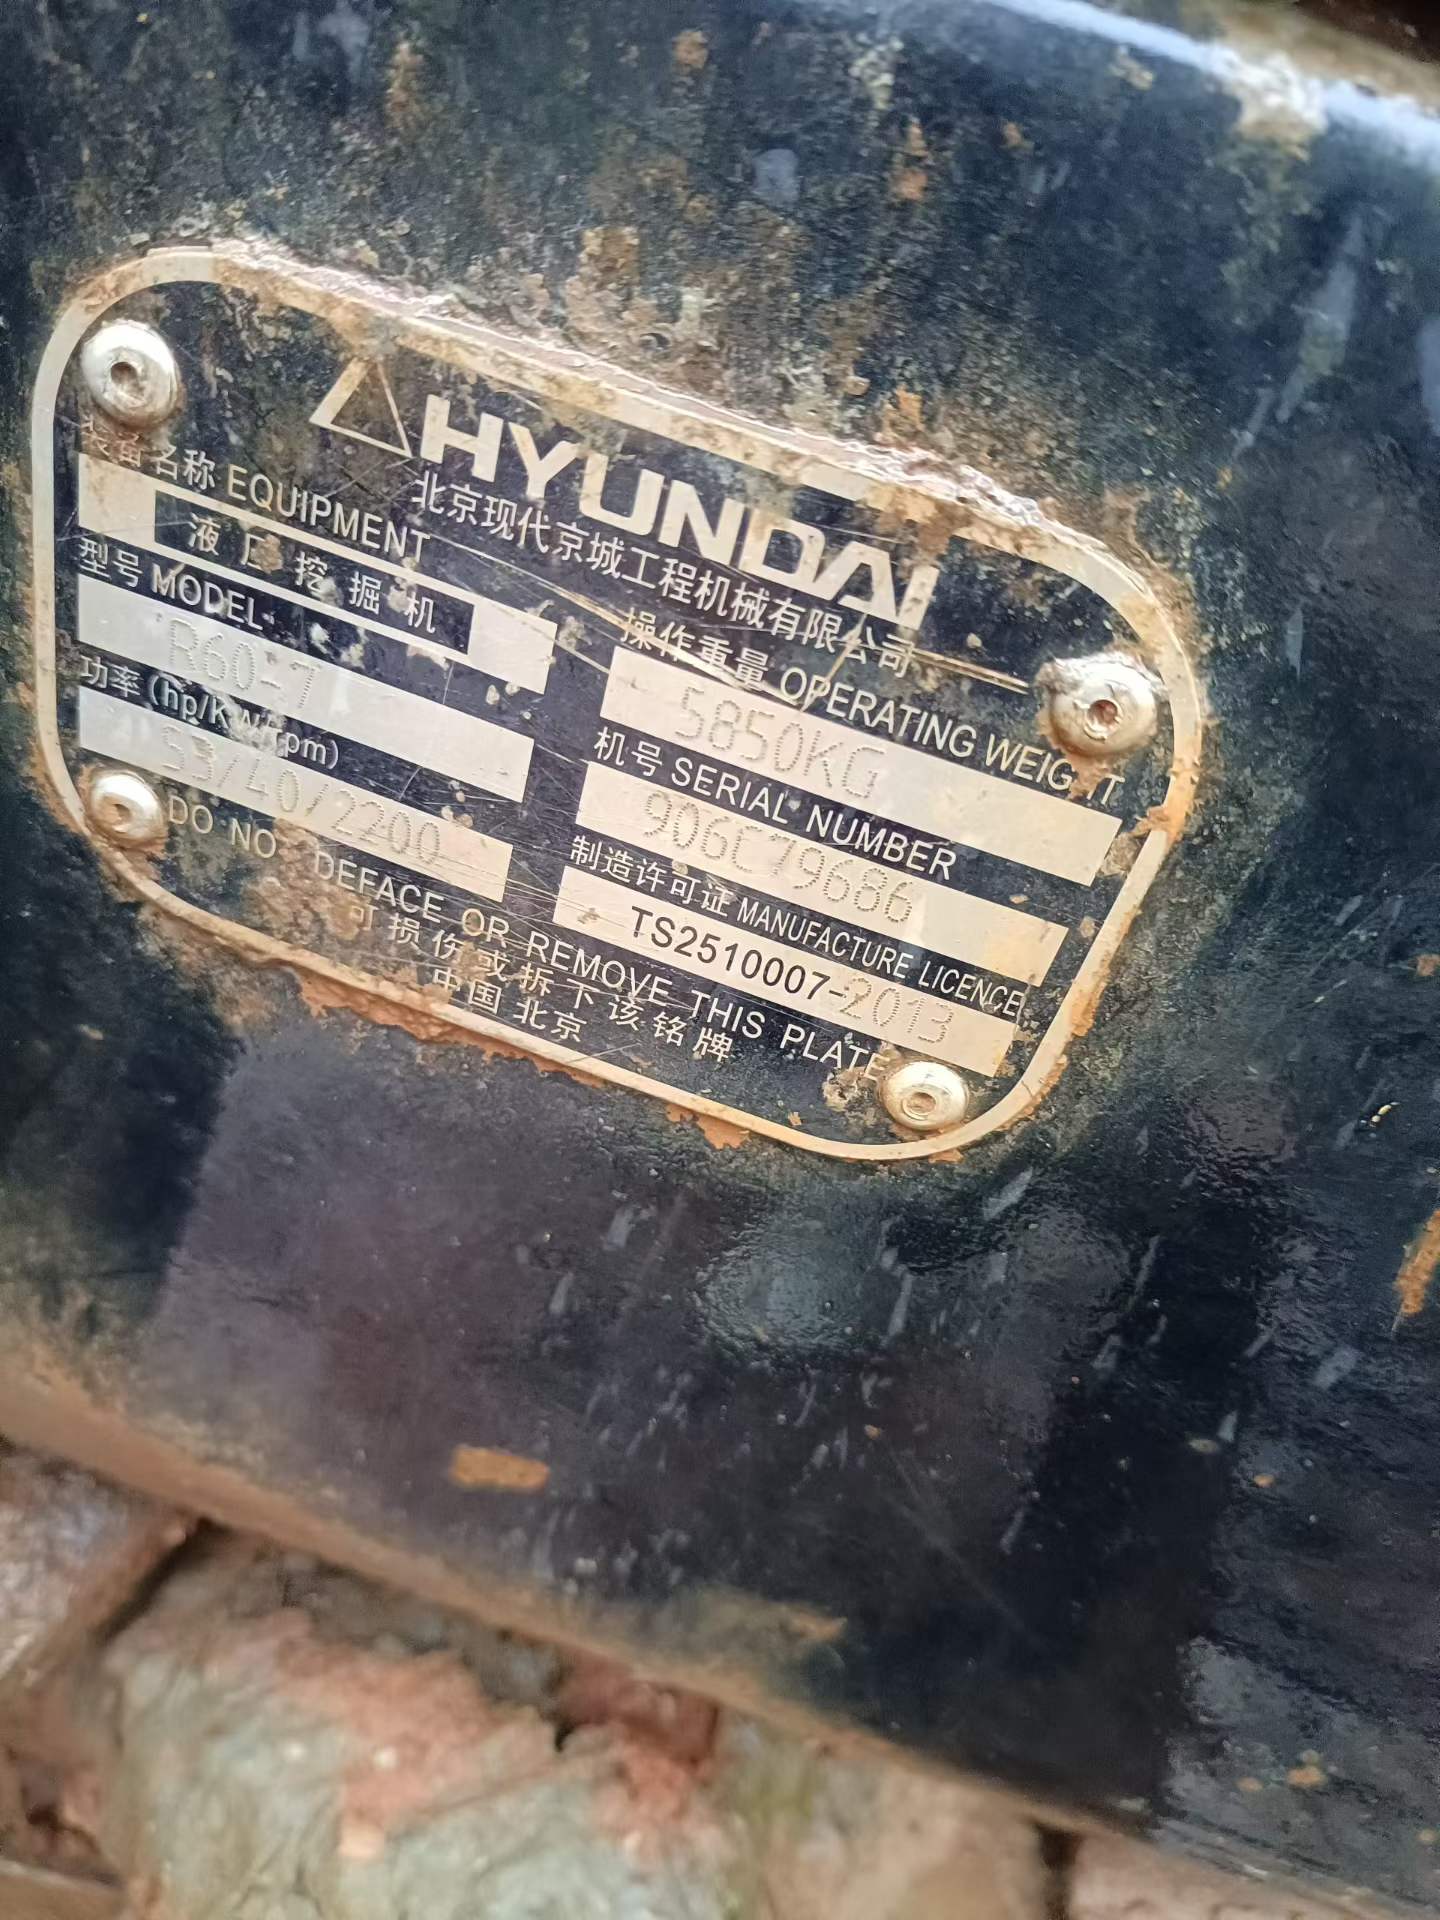 HYUNDAI
北京现代京城工程机械有限公司
装备名称 EQUIPMENT
液压挖掘机
型号 MODEL
R60-7
功率(hp/Kw/rpm)
53/40/2200
操作重量 OPERATING WEIGHT
5850KG
机号 SERIAL NUMBER
906C79686
制造许可证 MANUFACTURE LICENCE
TS2510007-2013
DO NO DEFACE OR REMOVE THIS PLATE
可损伤或拆下该铭牌
中国北京